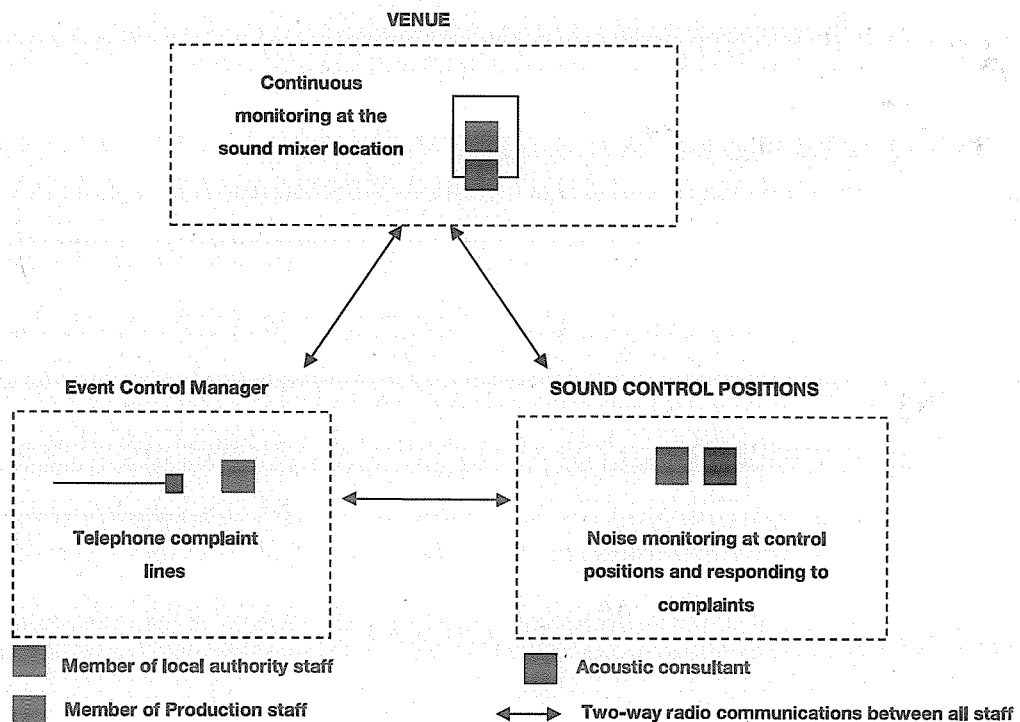 VENUE
Continuous
monitoring at the
sound mixer location
Event Control Manager
Telephone complaint
lines
SOUND CONTROL POSITIONS
Noise monitoring at control
positions and responding to
complaints
Member of local authority staff
Member of Production staff
Acoustic consultant
Two-way radio communications between all staff